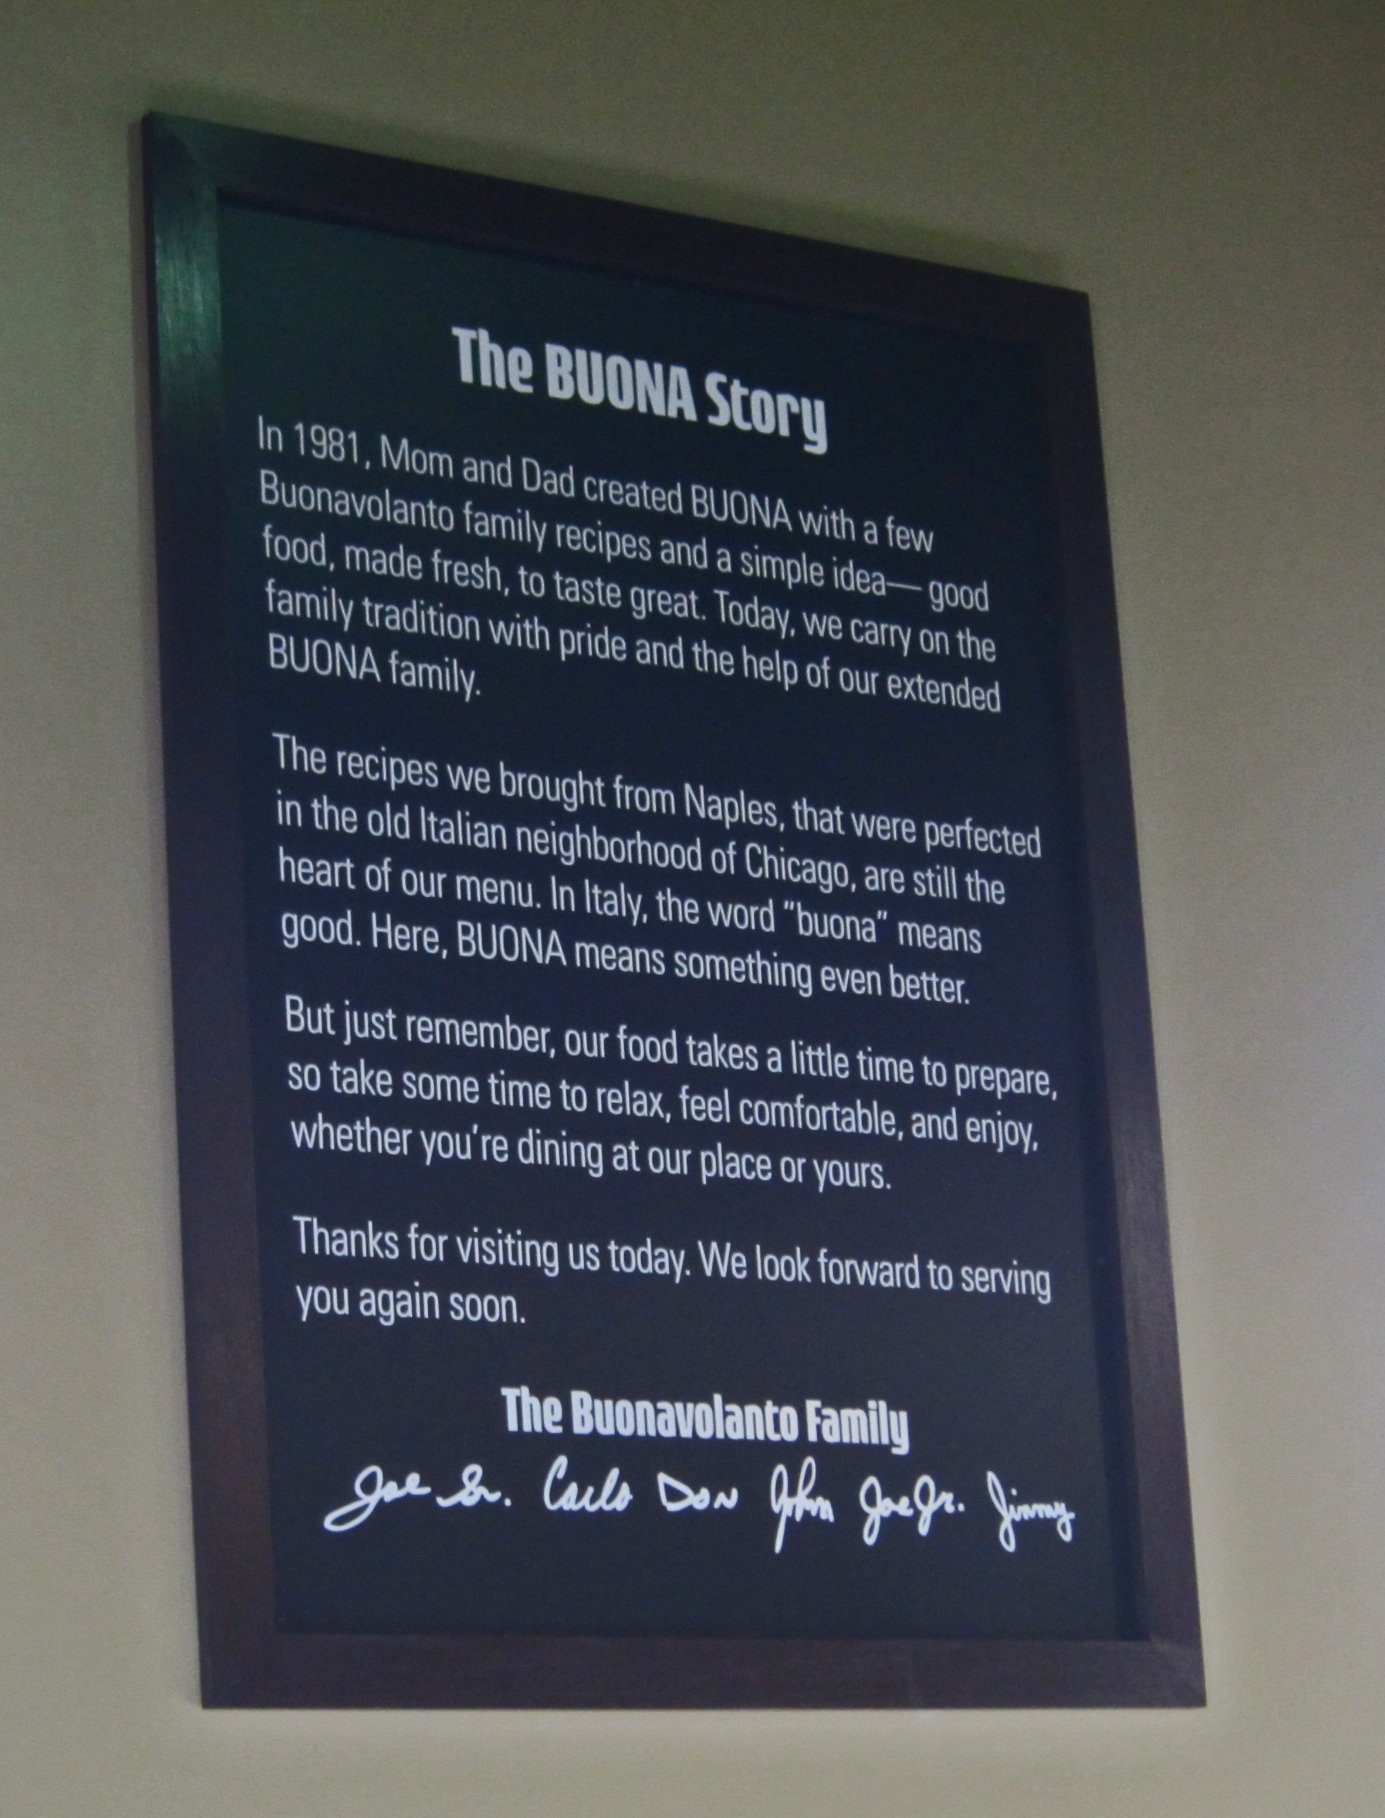 The BUONA Story
In 1981, Mom and Dad created BUONA with a few
Buonavolanto family recipes and a simple idea— good
food, made fresh, to taste great. Today, we carry on the
family tradition with pride and the help of our extended
BUONA family.
The recipes we brought from Naples, that were perfected
in the old Italian neighborhood of Chicago, are still the
heart of our menu. In Italy, the word "buona" means
good. Here, BUONA means something even better.
But just remember, our food takes a little time to prepare,
so take some time to relax, feel comfortable, and enjoy,
whether you're dining at our place or yours.
Thanks for visiting us today. We look forward to serving
you again soon.
The Buonavolanto Family
Joe Sr. Carlo Don John Joe Jr. Jimmy